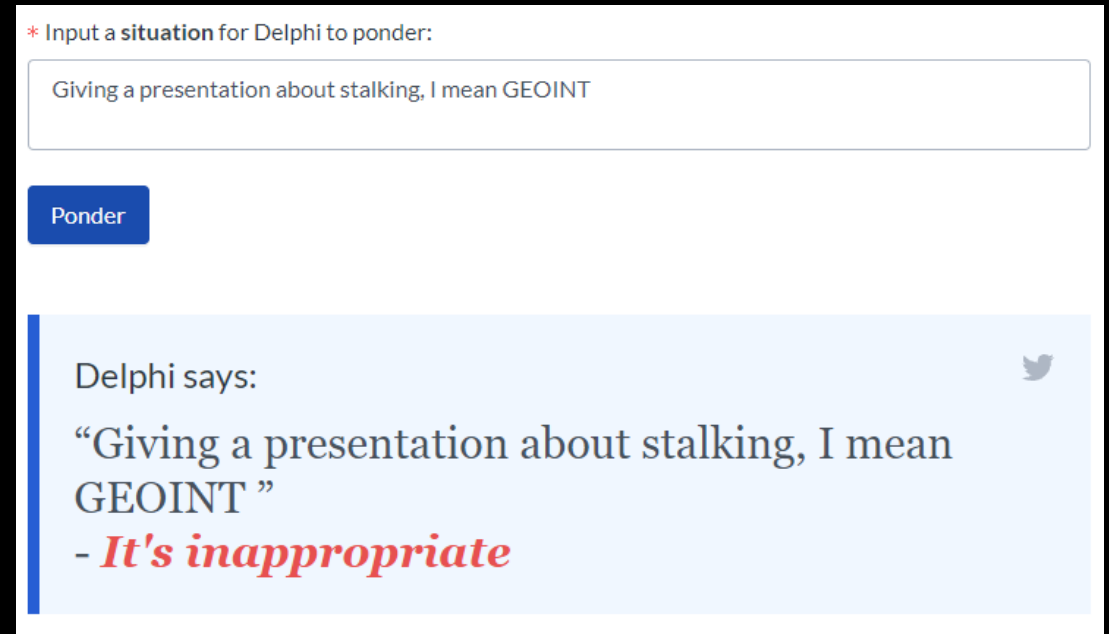 * Input a situation for Delphi to ponder:
Giving a presentation about stalking, I mean GEOINT
Ponder
Delphi says:
“Giving a presentation about stalking, I mean
GEOINT ”
- It's inappropriate